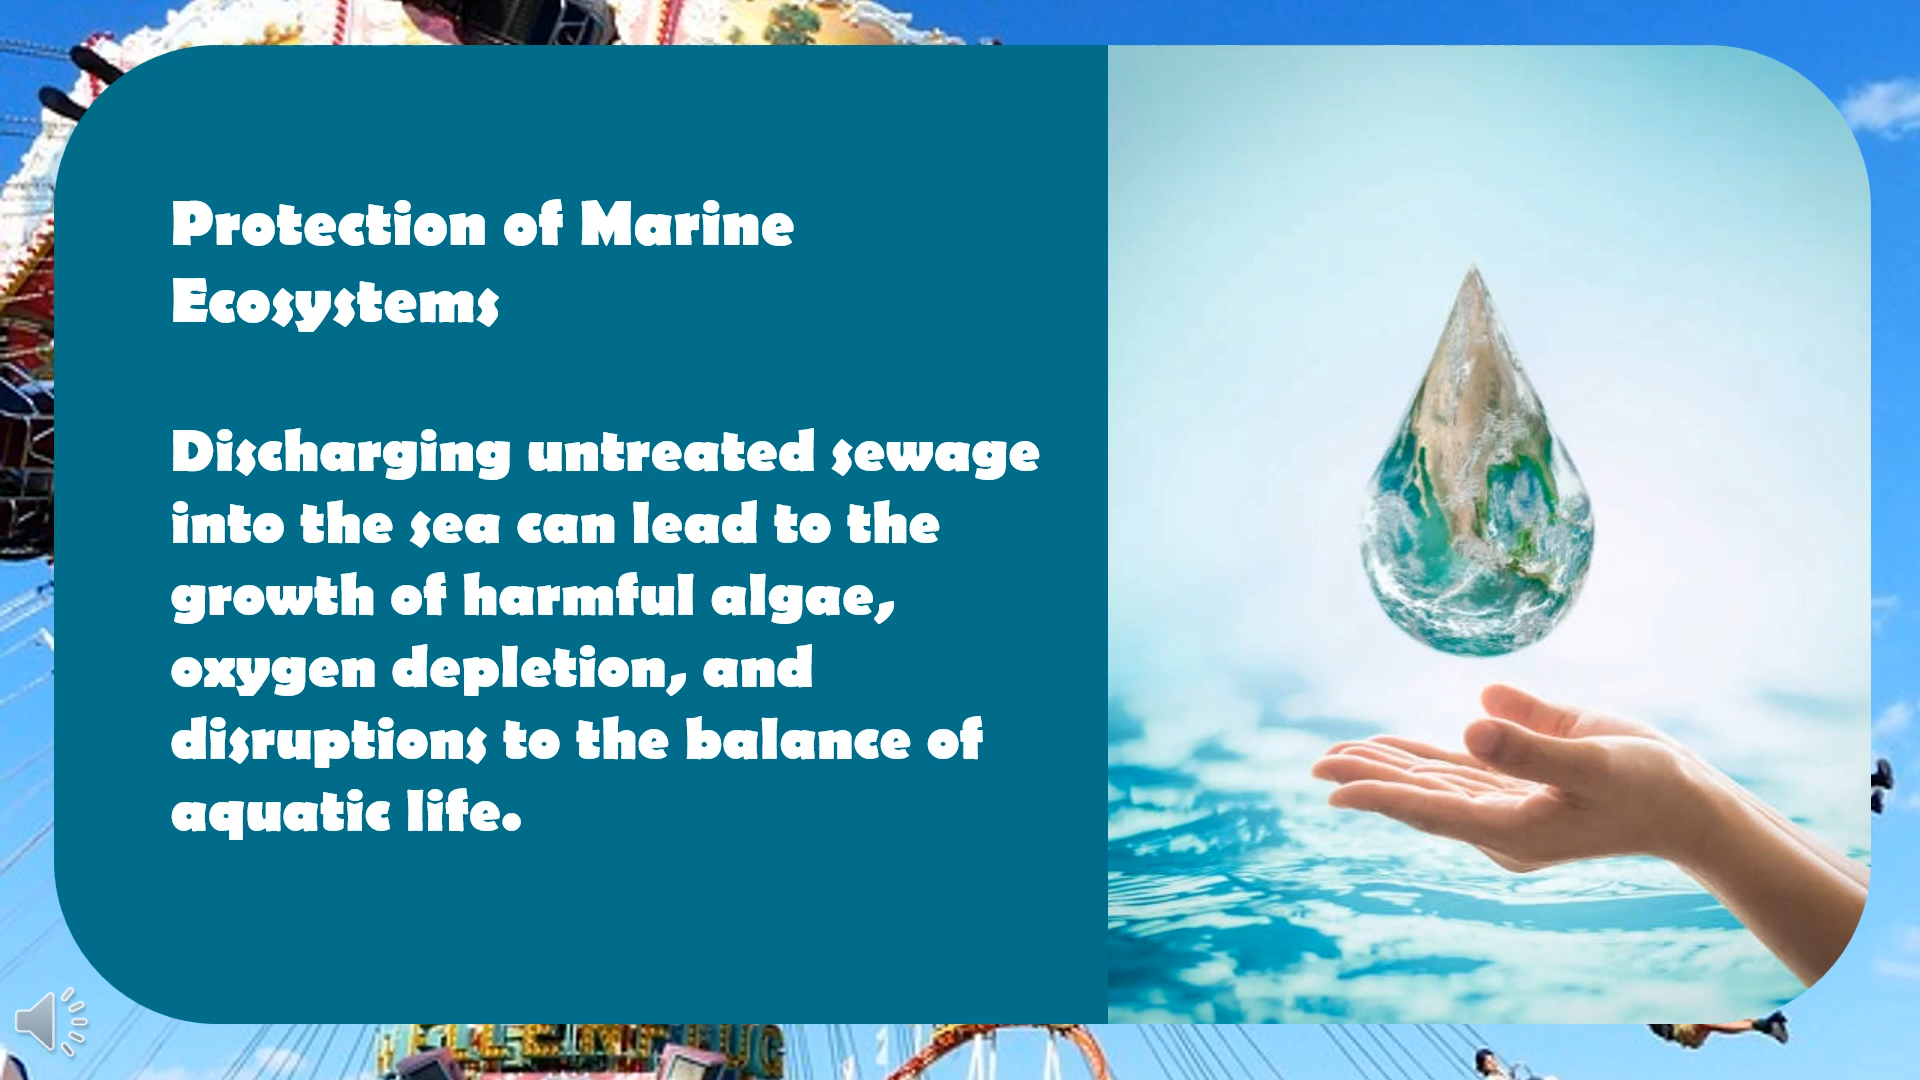 Protection of Marine
Ecosystems
Discharging untreated sewage
into the sea can lead to the
growth of harmful algae,
oxygen depletion, and
disruptions to the balance of
aquatic life.